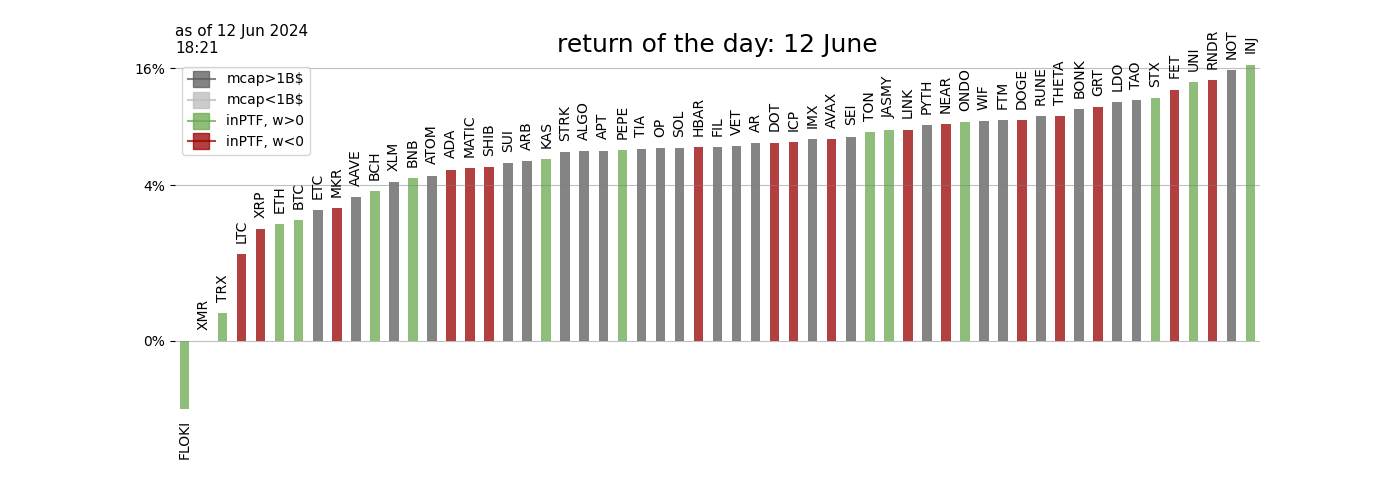 as of 12 Jun 2024
18:21
return of the day: 12 June
16%
4%
0%
mcap>1B$
mcap<1B$
inPTF, w>0
inPTF, w<0
FLOKI
XMR
TRX
LTC
XRP
ETH
BTC
ETC
MKR
AAVE
BCH
XLM
BNB
ATOM
ADA
MATIC
SHIB
SUI
ARB
KAS
STRK
ALGO
APT
PEPE
TIA
OP
SOL
HBAR
FIL
VET
AR
DOT
ICP
IMX
AVAX
SEI
TON
JASMY
LINK
PYTH
NEAR
ONDO
WIF
FTM
DOGE
RUNE
THETA
BONK
GRT
LDO
TAO
STX
FET
UNI
RNDR
NOT
INJ